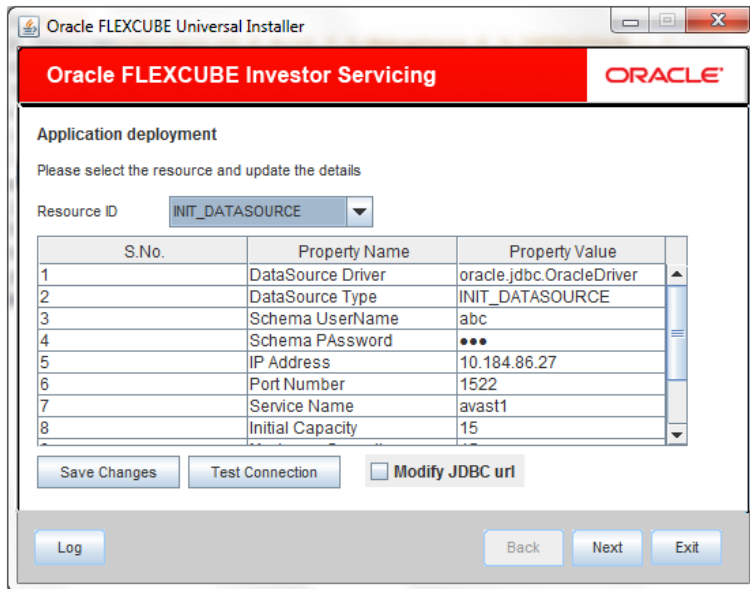 Oracle FLEXCUBE Universal Installer
Oracle FLEXCUBE Investor Servicing
ORACLE
Application deployment
Please select the resource and update the details
Resource ID INIT_DATASOURCE
S.No. Property Name Property Value
1 DataSource Driver oracle.jdbc.OracleDriver
2 DataSource Type INIT_DATASOURCE
3 Schema UserName abc
4 Schema PAssword •••
5 IP Address 10.184.86.27
6 Port Number 1522
7 Service Name avast1
8 Initial Capacity 15
Save Changes Test Connection Modify JDBC url
Log Back Next Exit